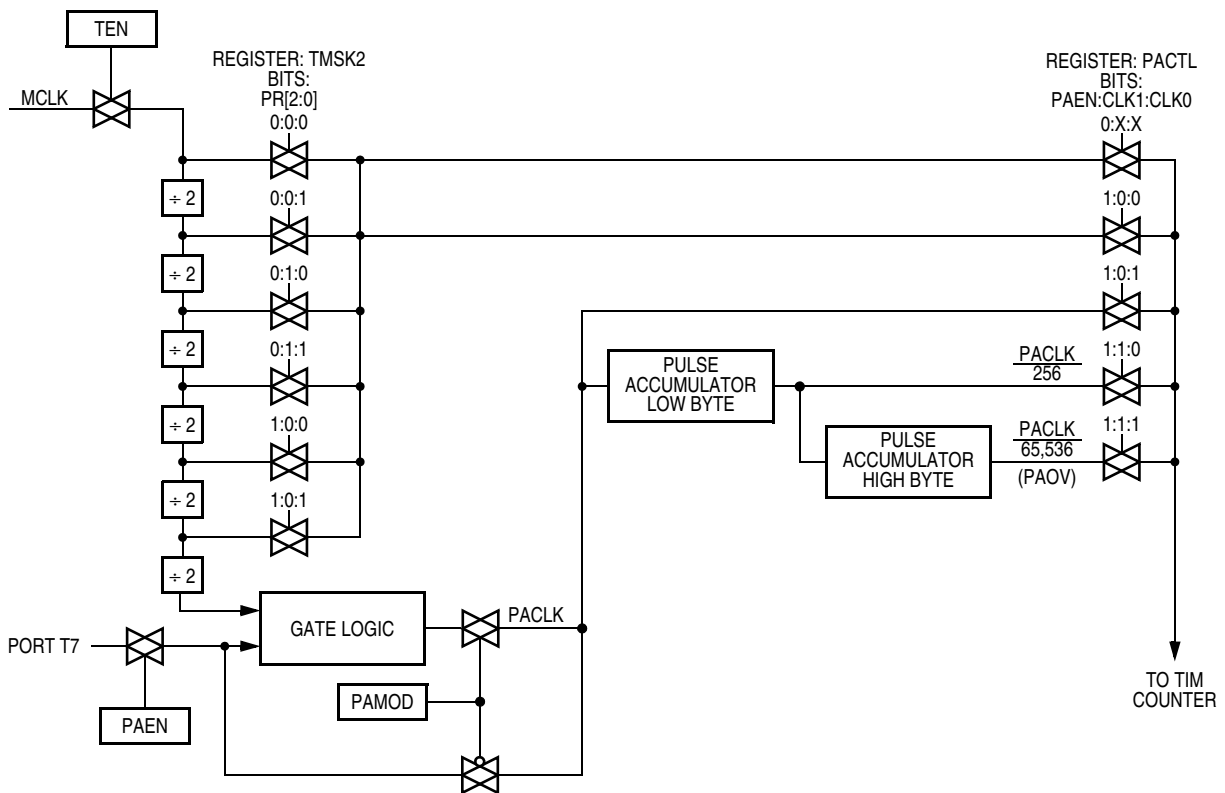 TEN
MCLK
REGISTER: TMSK2
BITS:
PR[2:0]
0:0:0
REGISTER: PACTL
BITS:
PAEN:CLK1:CLK0
0:X:X
÷ 2
0:0:1
1:0:0
÷ 2
0:1:0
1:0:1
÷ 2
0:1:1
PULSE
ACCUMULATOR
LOW BYTE
PACLK
256
1:1:0
÷ 2
1:0:0
PULSE
ACCUMULATOR
HIGH BYTE
PACLK
65,536
(PAOV)
1:1:1
÷ 2
1:0:1
÷ 2
GATE LOGIC
PACLK
PORT T7
PAMOD
PAEN
TO TIM
COUNTER